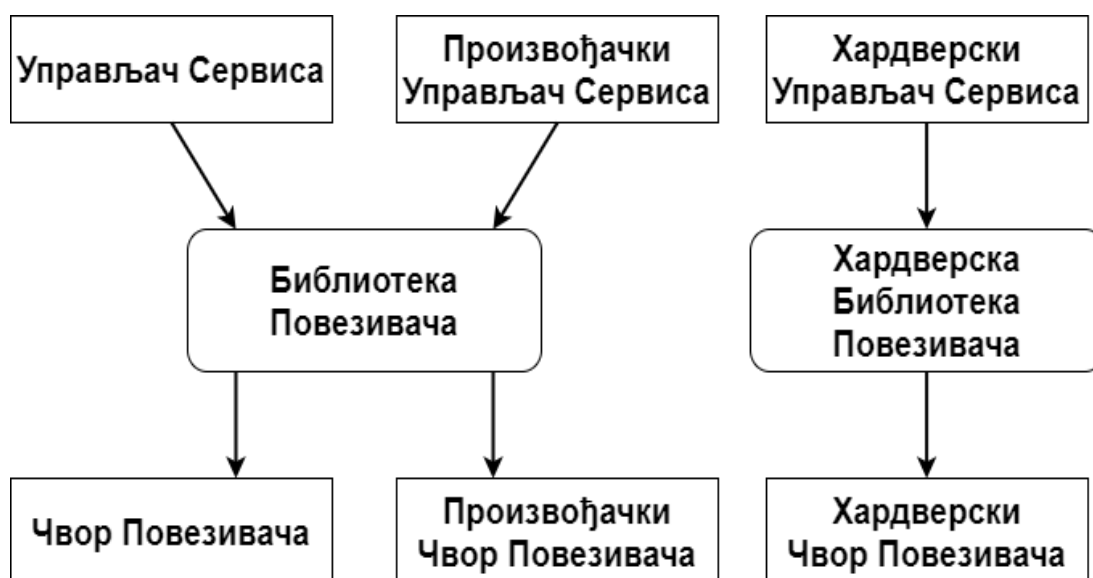 Управљач Сервиса
Произвођачки
Управљач Сервиса
Хардверски
Управљач Сервиса
Библиотека
Повезивача
Хардверска
Библиотека
Повезивача
Чвор Повезивача
Произвођачки
Чвор Повезивача
Хардверски
Чвор Повезивача